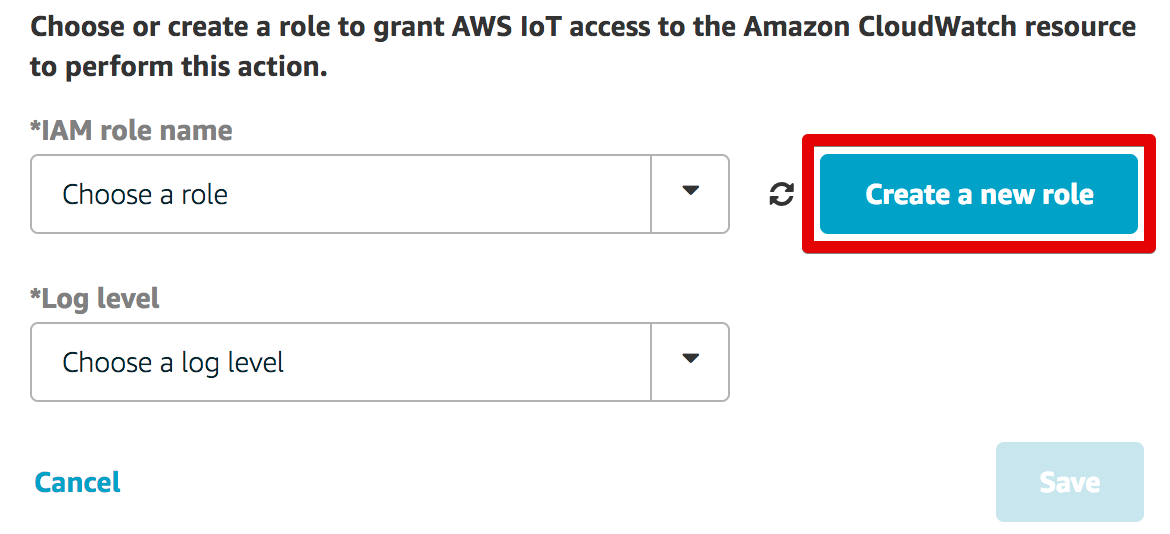 Choose or create a role to grant AWS IoT access to the Amazon CloudWatch resource
to perform this action.
*IAM role name
Choose a role
Create a new role
*Log level
Choose a log level
Cancel
Save